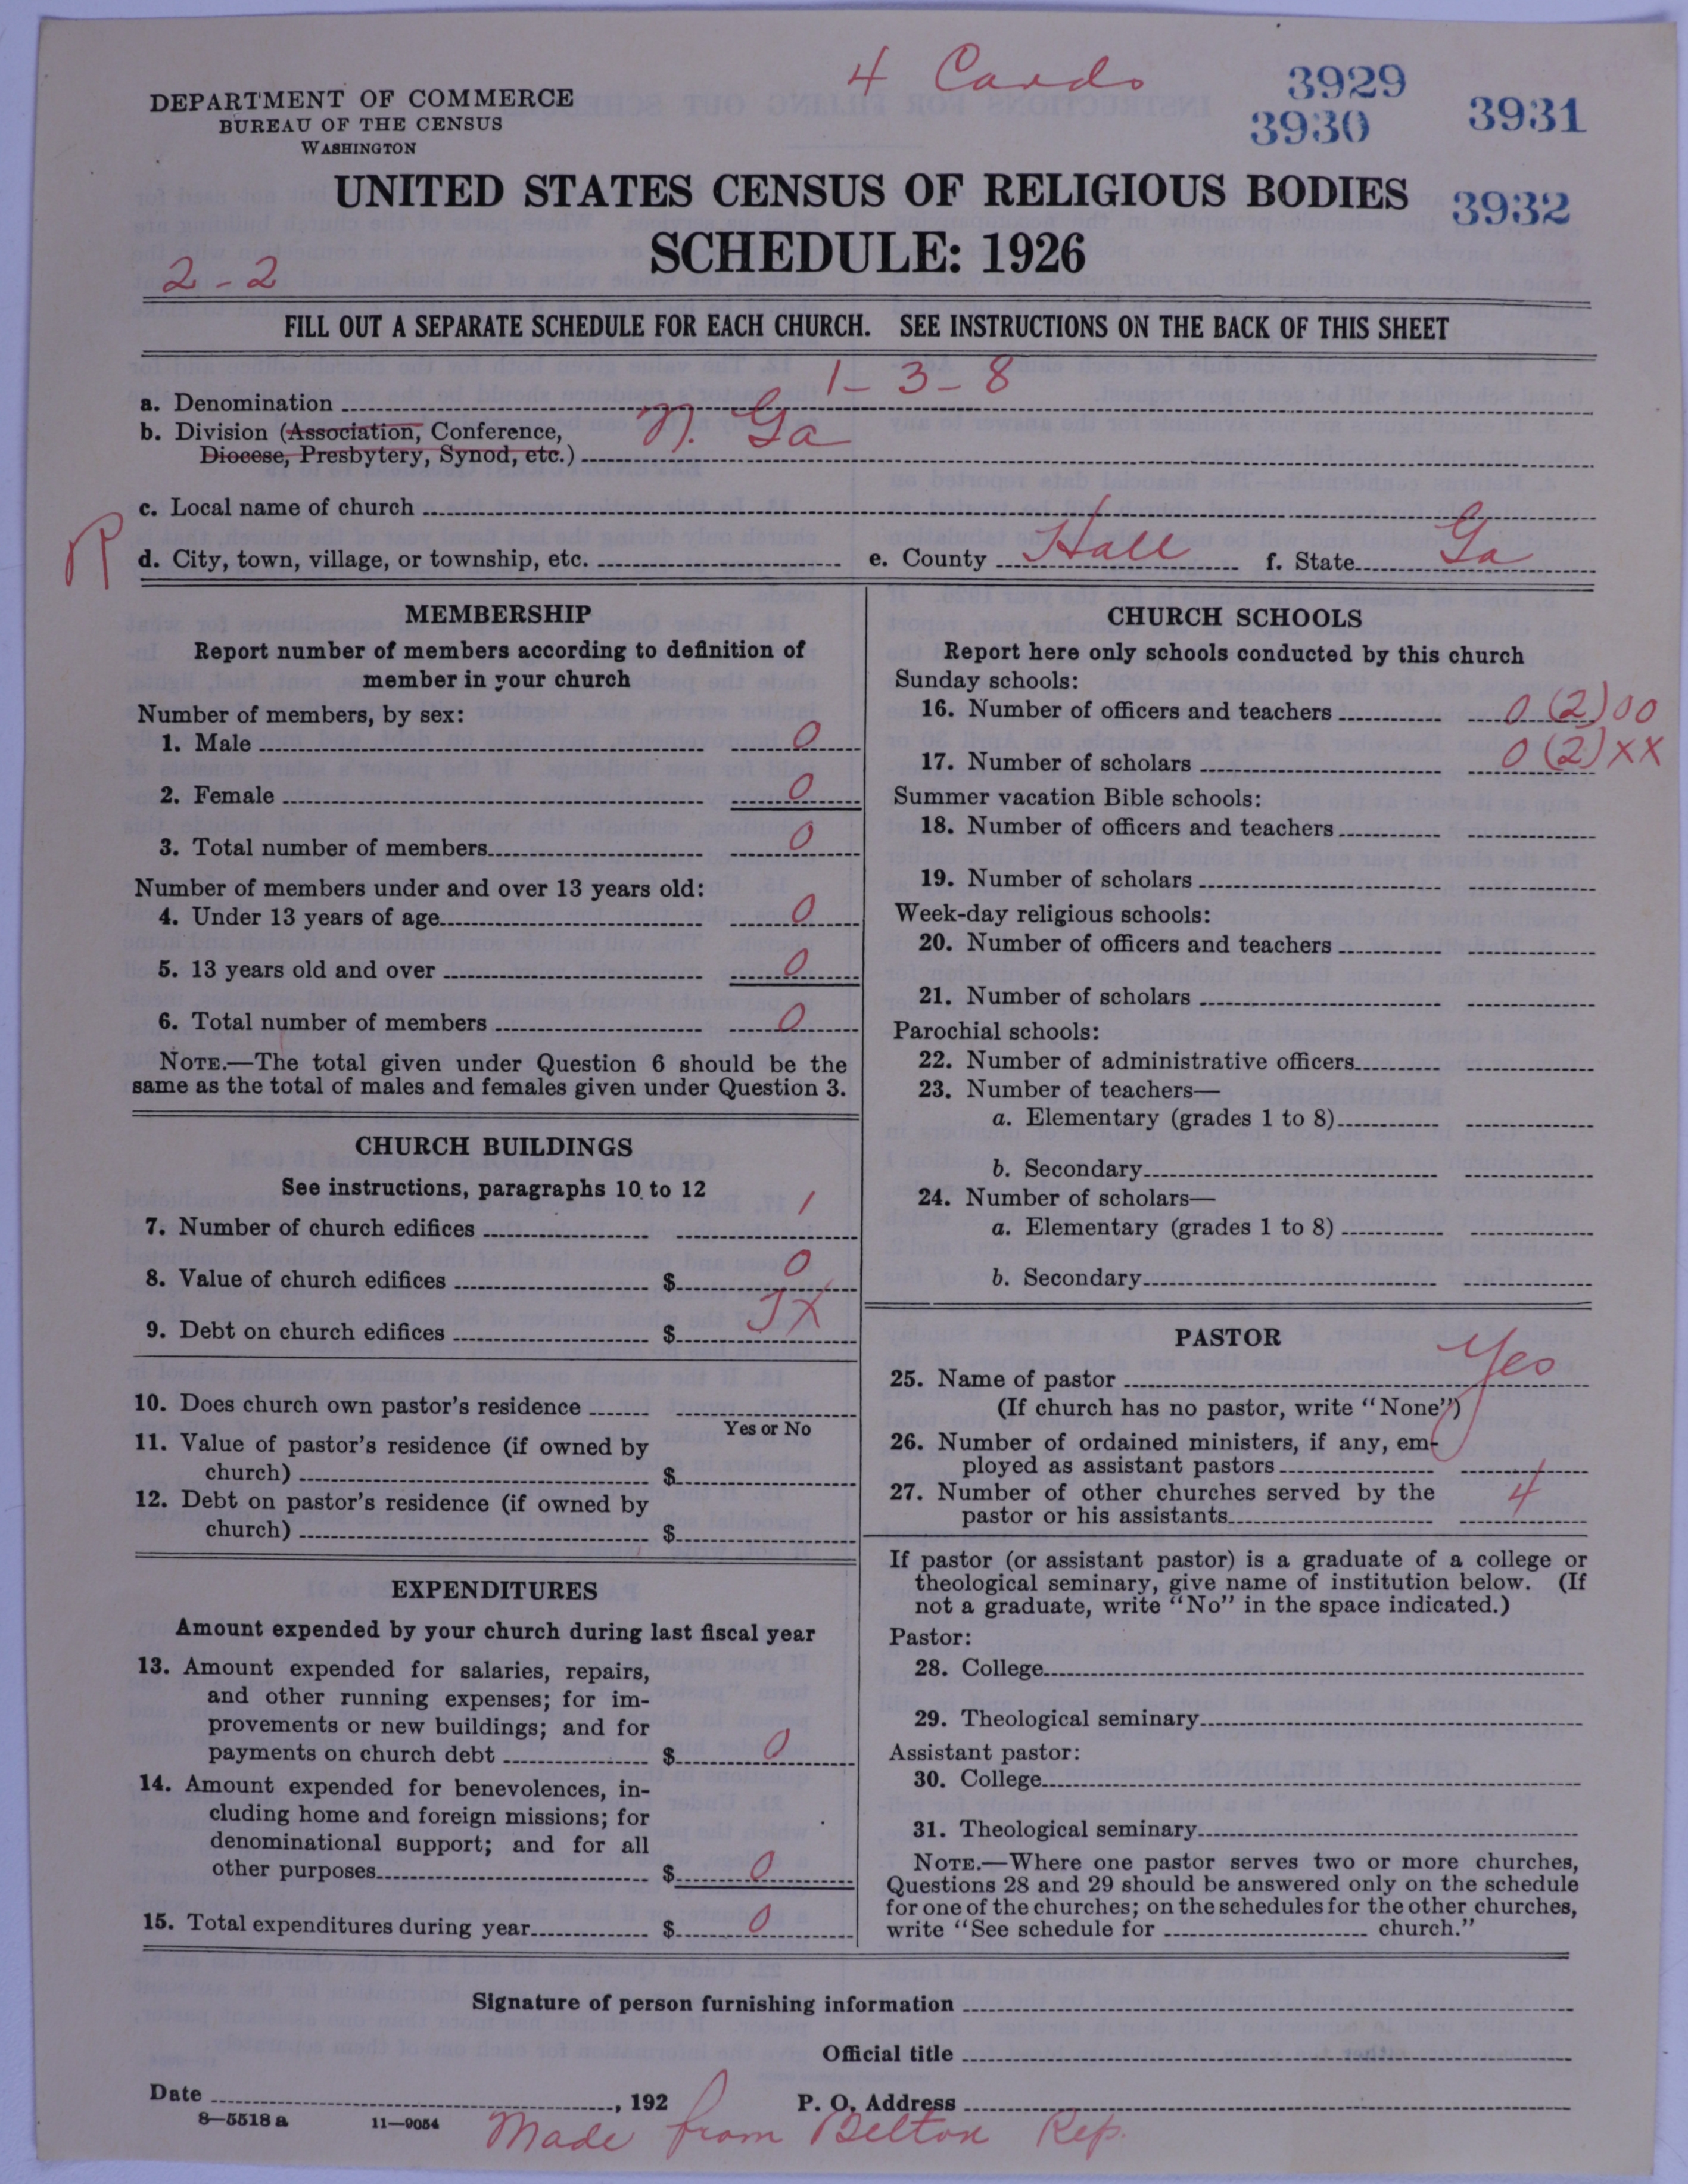 4 Cards
3929
3930
3931
3932
DEPARTMENT OF COMMERCE
BUREAU OF THE CENSUS
WASHINGTON
UNITED STATES CENSUS OF RELIGIOUS BODIES
SCHEDULE: 1926
2-2
FILL OUT A SEPARATE SCHEDULE FOR EACH CHURCH. SEE INSTRUCTIONS ON THE BACK OF THIS SHEET
a. Denomination 1-3-8
b. Division (Association, Conference, N. Ga
Diocese, Presbytery, Synod, etc.)
c. Local name of church
R
d. City, town, village, or township, etc. e. County Hall f. State Ga
MEMBERSHIP
Report number of members according to definition of
member in your church
Number of members, by sex:
1. Male 0
2. Female 0
3. Total number of members 0
Number of members under and over 13 years old:
4. Under 13 years of age 0
5. 13 years old and over 0
6. Total number of members 0
NOTE.—The total given under Question 6 should be the
same as the total of males and females given under Question 3.
CHURCH BUILDINGS
See instructions, paragraphs 10 to 12
7. Number of church edifices 1
8. Value of church edifices $ 0
9. Debt on church edifices $ JX
10. Does church own pastor's residence
Yes or No
11. Value of pastor's residence (if owned by
church) $
12. Debt on pastor's residence (if owned by
church) $
EXPENDITURES
Amount expended by your church during last fiscal year
13. Amount expended for salaries, repairs,
and other running expenses; for im-
provements or new buildings; and for
payments on church debt $ 0
14. Amount expended for benevolences, in-
cluding home and foreign missions; for
denominational support; and for all
other purposes $ 0
15. Total expenditures during year $ 0
CHURCH SCHOOLS
Report here only schools conducted by this church
Sunday schools:
16. Number of officers and teachers 0 (2) 00
17. Number of scholars 0 (2) XX
Summer vacation Bible schools:
18. Number of officers and teachers
19. Number of scholars
Week-day religious schools:
20. Number of officers and teachers
21. Number of scholars
Parochial schools:
22. Number of administrative officers
23. Number of teachers—
a. Elementary (grades 1 to 8)
b. Secondary
24. Number of scholars—
a. Elementary (grades 1 to 8)
b. Secondary
PASTOR
25. Name of pastor Yes
(If church has no pastor, write "None")
26. Number of ordained ministers, if any, em-
ployed as assistant pastors
27. Number of other churches served by the
pastor or his assistants 4
If pastor (or assistant pastor) is a graduate of a college or
theological seminary, give name of institution below. (If
not a graduate, write "No" in the space indicated.)
Pastor:
28. College
29. Theological seminary
Assistant pastor:
30. College
31. Theological seminary
NOTE.—Where one pastor serves two or more churches,
Questions 28 and 29 should be answered only on the schedule
for one of the churches; on the schedules for the other churches,
write "See schedule for church."
Signature of person furnishing information
Official title
Date , 192 P. O. Address
8—5518 a 11—9054
Made from Belton Rep.